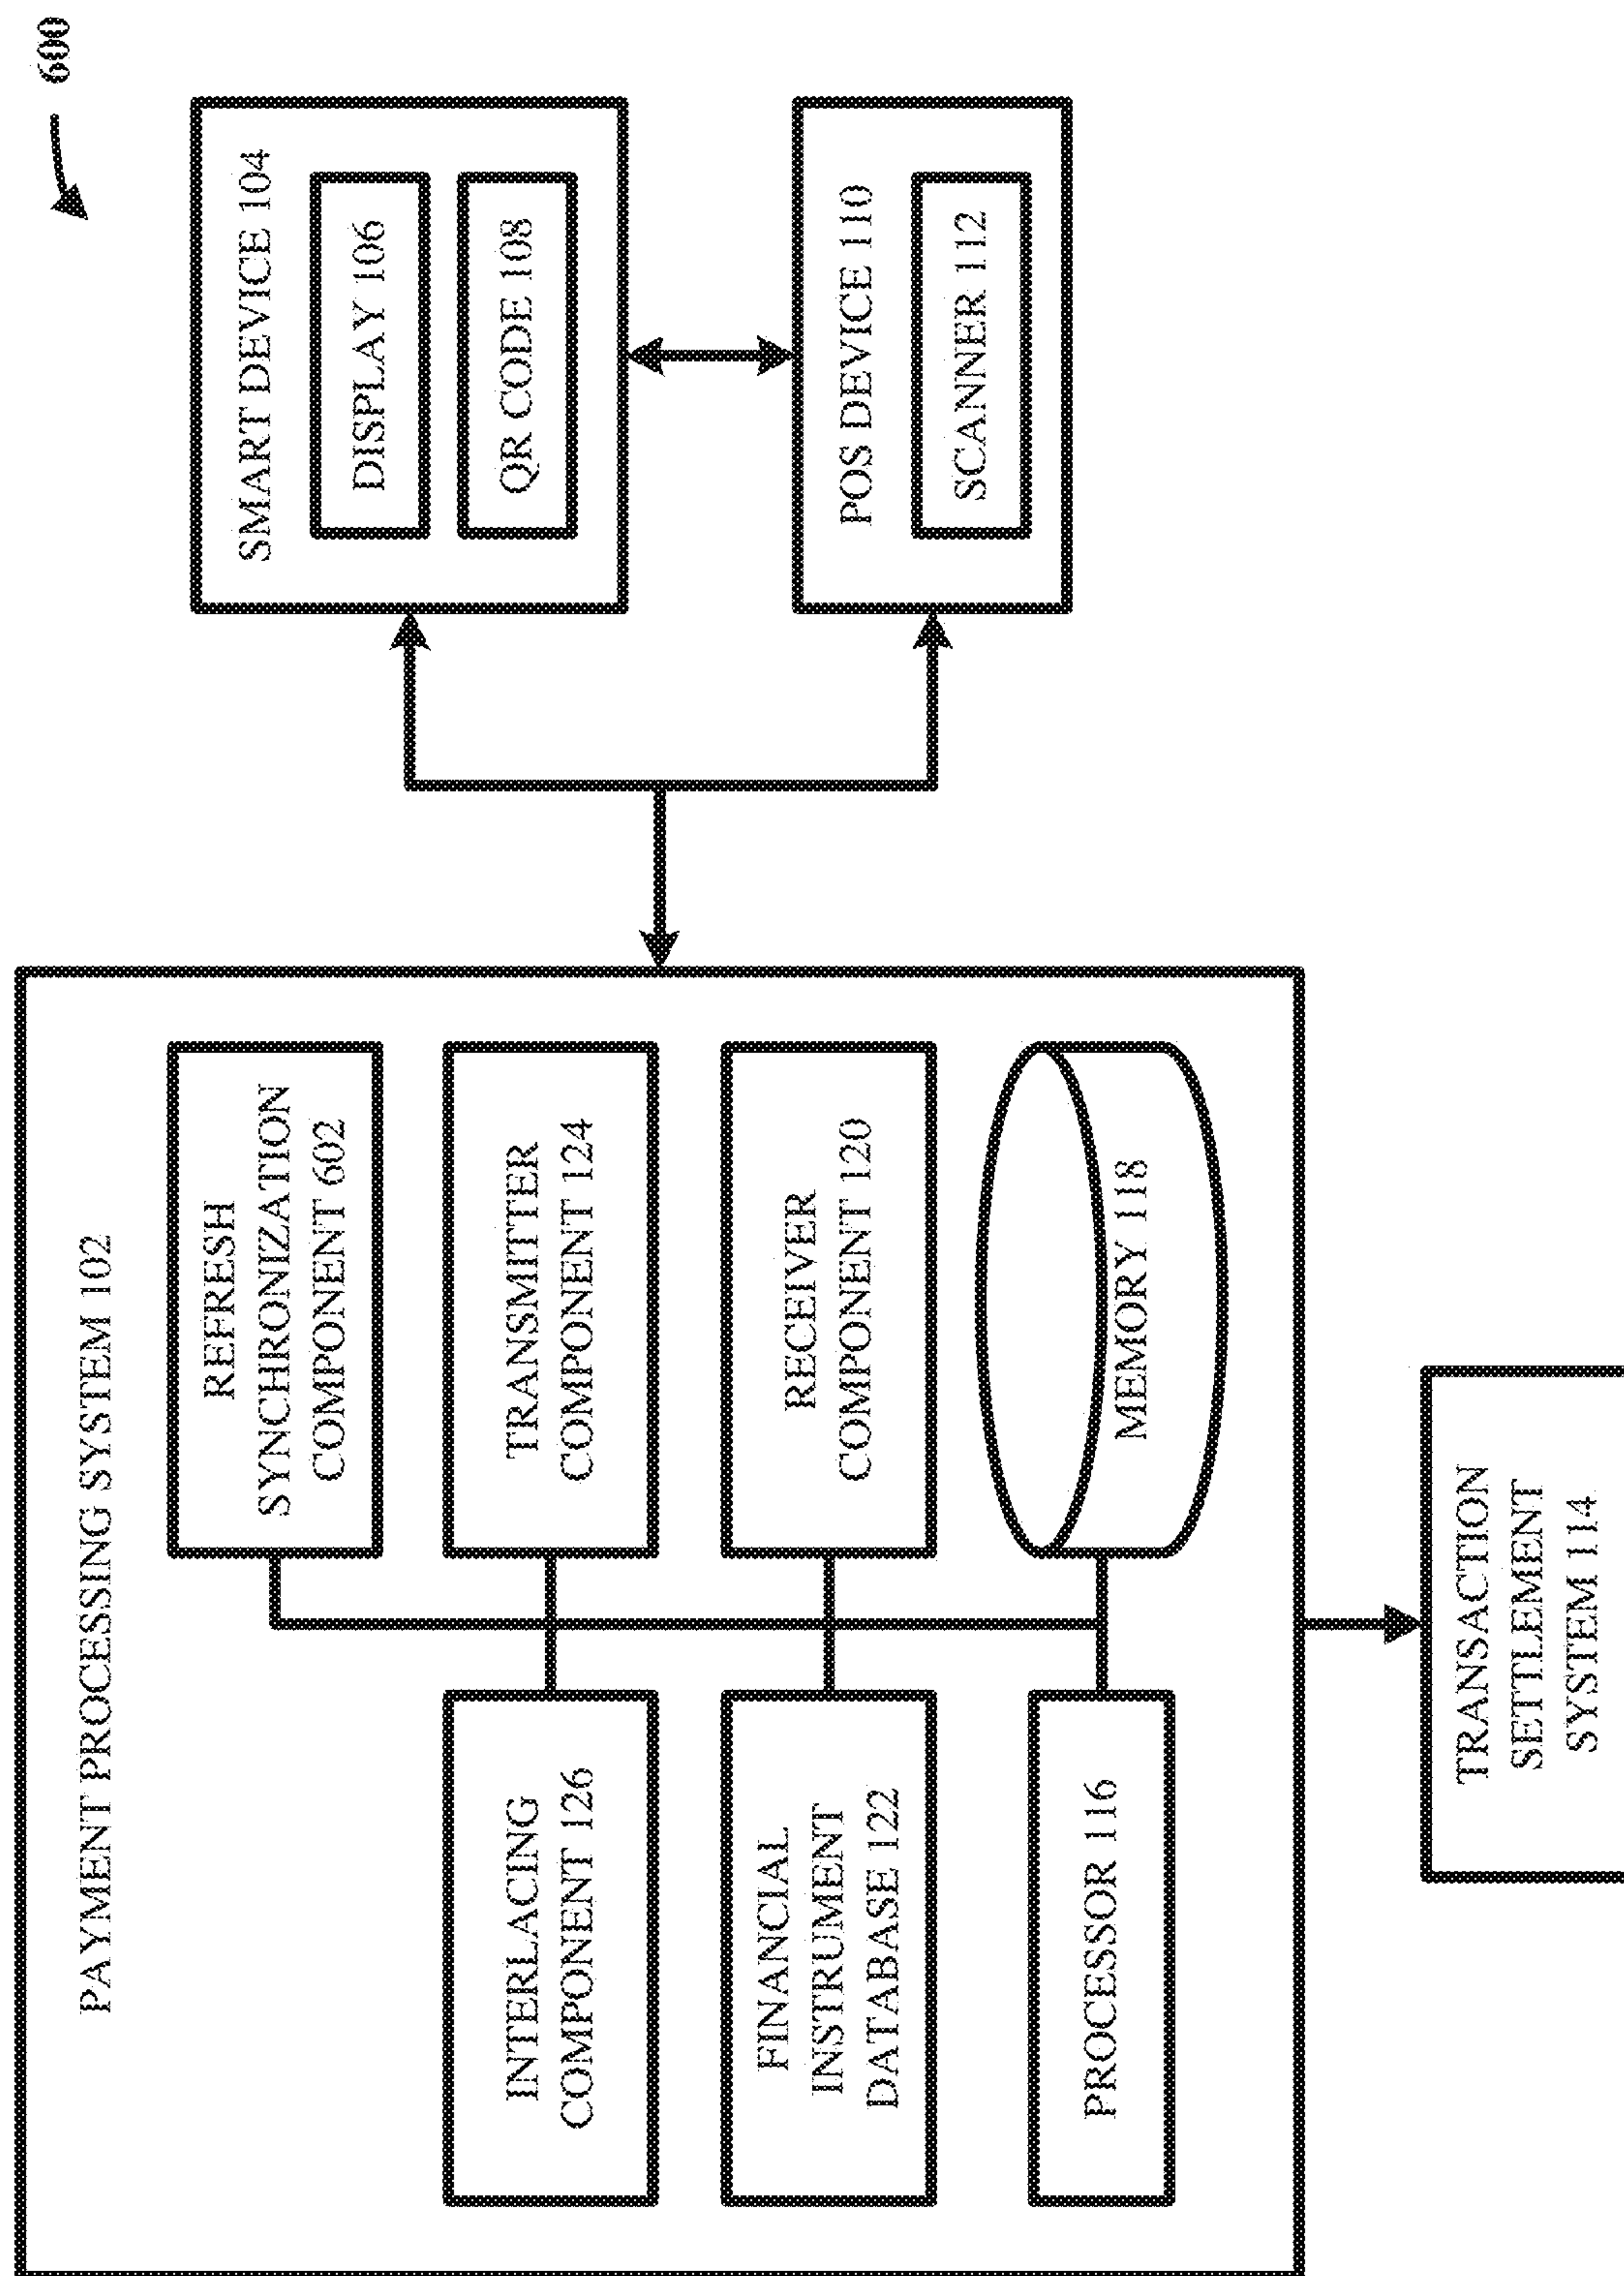 600
PAYMENT PROCESSING SYSTEM 102
INTERLACING
COMPONENT 126
FINANCIAL
INSTRUMENT
DATABASE 122
PROCESSOR 116
REFRESH
SYNCHRONIZATION
COMPONENT 602
TRANSMITTER
COMPONENT 124
RECEIVER
COMPONENT 120
MEMORY 118
SMART DEVICE 104
DISPLAY 106
QR CODE 108
POS DEVICE 110
SCANNER 112
TRANSACTION
SETTLEMENT
SYSTEM 114